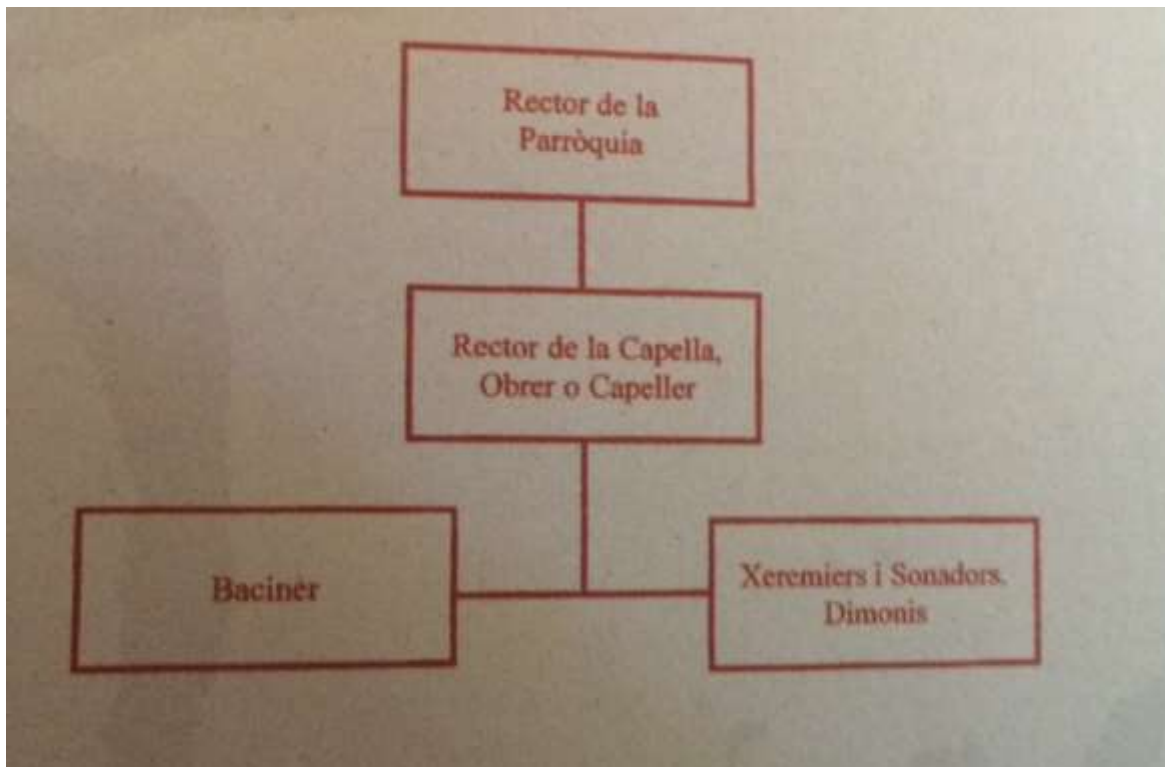 Rector de la
Parròquia
Rector de la Capella,
Obrer o Capeller
Baciner
Xeremiers i Sonadors.
Dimonis